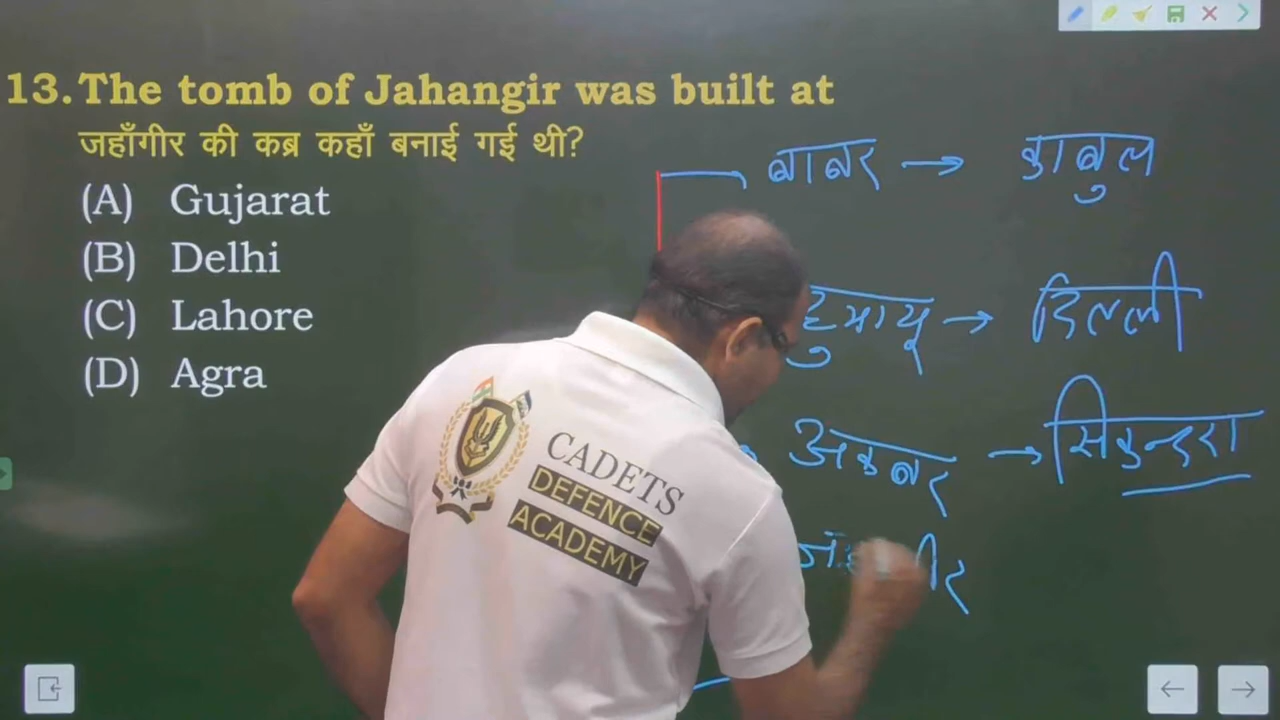 13. The tomb of Jahangir was built at
जहाँगीर की कब्र कहाँ बनाई गई थी?
(A) Gujarat
(B) Delhi
(C) Lahore
(D) Agra
बाबर → काबुल
हुमायू → दिल्ली
अकबर → सिकन्दरा
CADETS
DEFENCE
ACADEMY